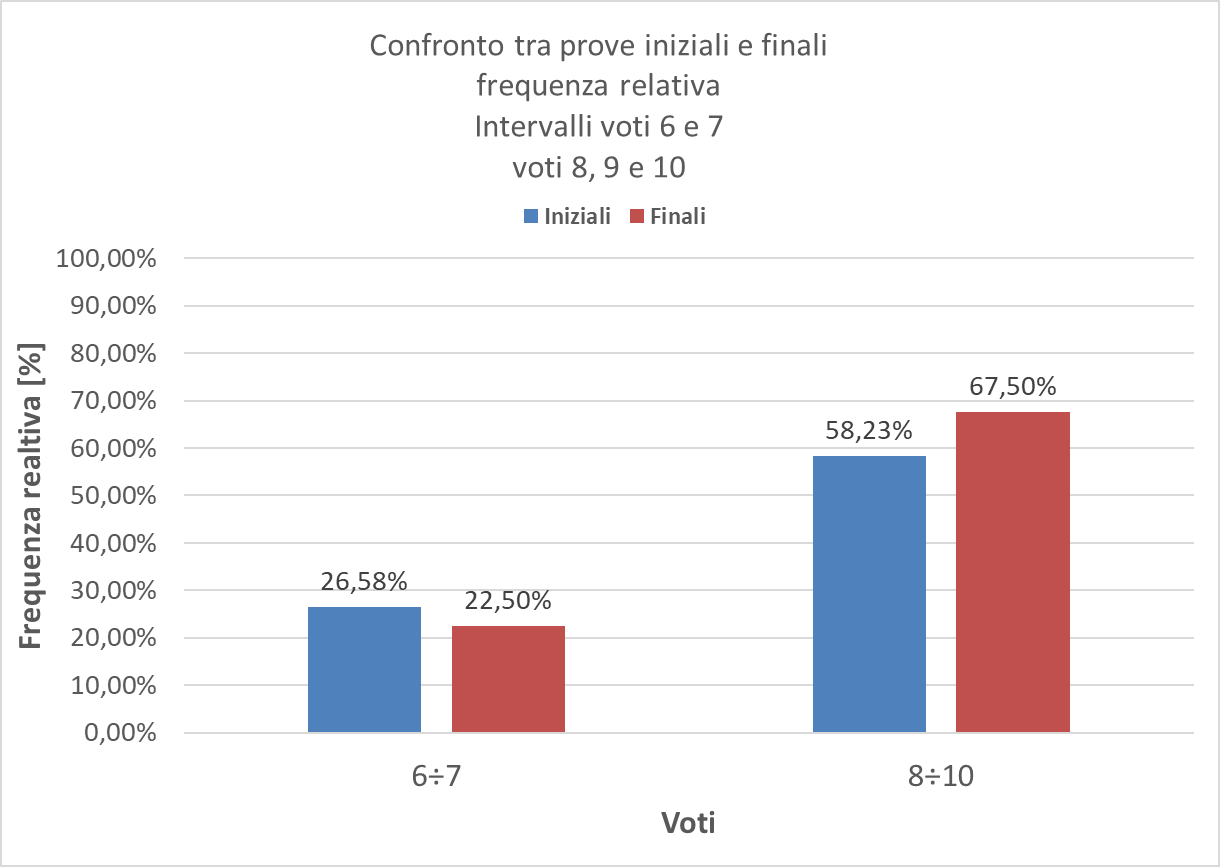 Confronto tra prove iniziali e finali
frequenza relativa
Intervalli voti 6 e 7
voti 8, 9 e 10
Iniziali Finali
100,00%
90,00%
80,00%
70,00%
60,00%
50,00%
40,00%
30,00%
20,00%
10,00%
0,00%
Frequenza realtiva [%]
26,58%
22,50%
58,23%
67,50%
6÷7
8÷10
Voti